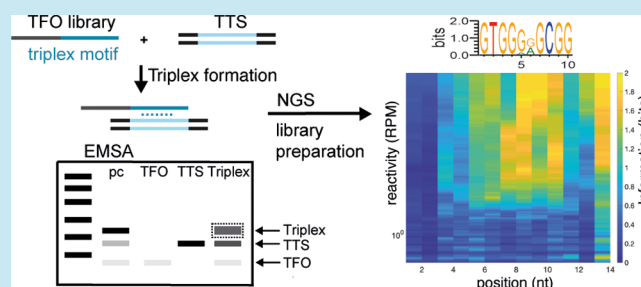 TFO library + TTS
triplex motif
Triplex formation
NGS
library
preparation
EMSA
pc TFO TTS Triplex
Triplex
TTS
TFO
bits
2.0
1.0
0.0
GTGGGGCGG
A
5 10
reactivity (RPM)
10⁰
2 4 6 8 10 12 14
position (nt)
2
1.8
1.6
1.4
1.2
1
0.8
0.6
0.4
0.2
0